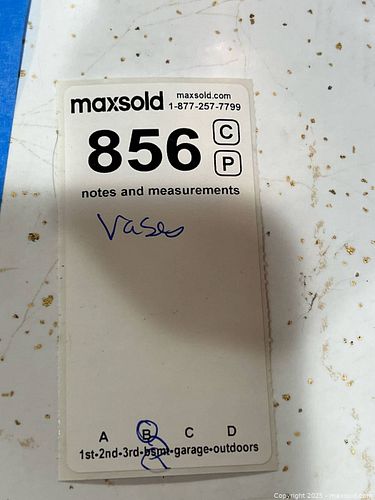 maxsold maxsold.com
1-877-257-7799
856 C
P
notes and measurements
Vases
A B C D
1st-2nd-3rd-bsmt-garage-outdoors
Copyright 2025 - maxsold.com